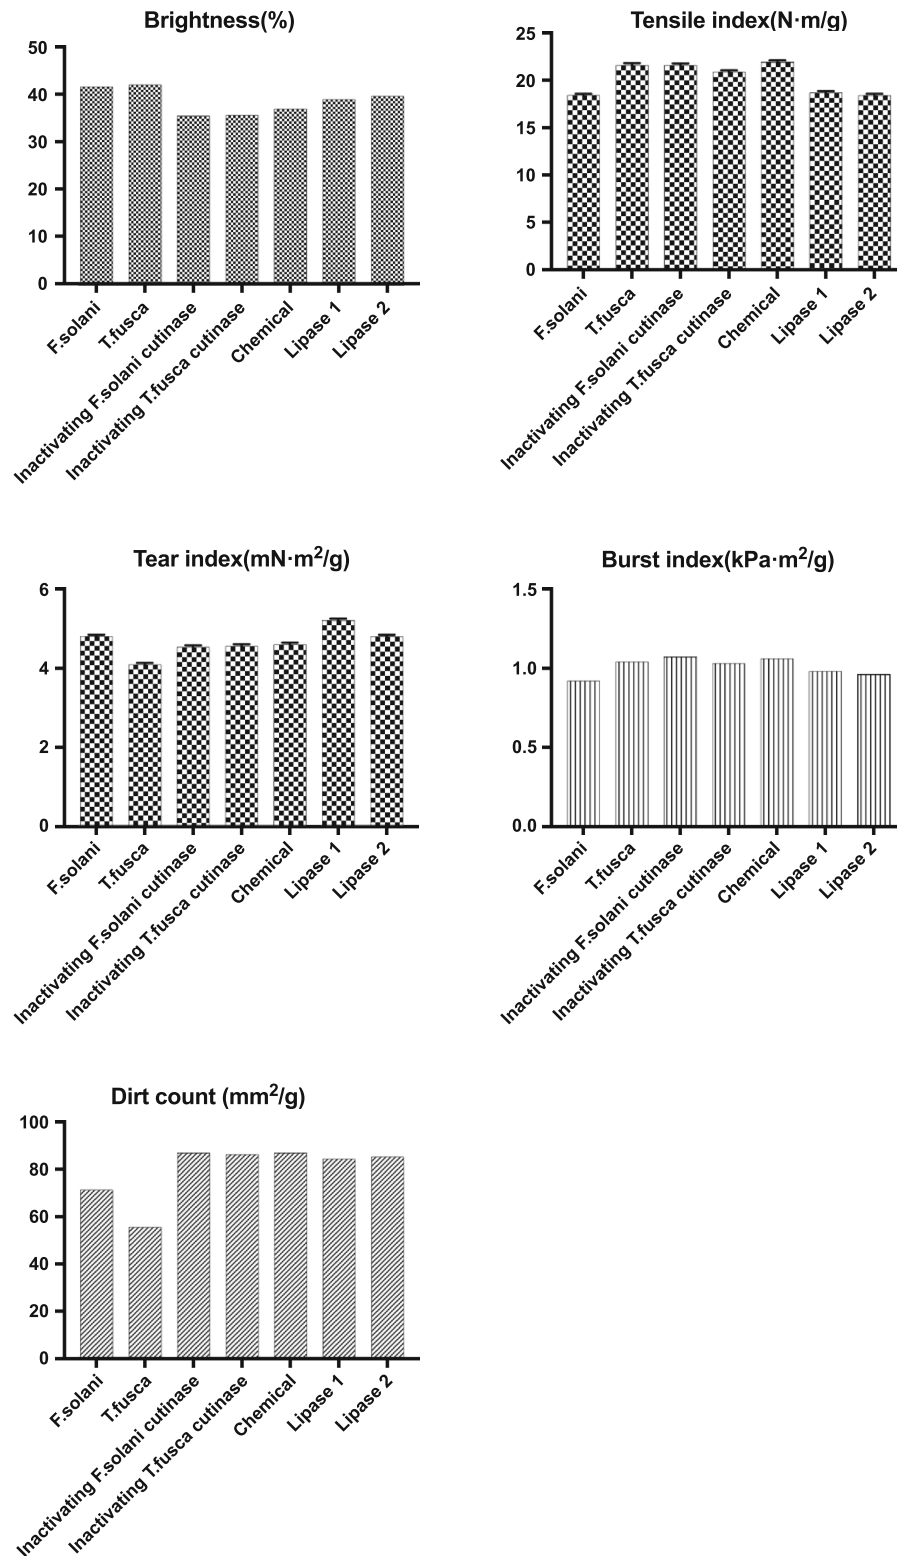 Brightness(%)
50
40
30
20
10
0
F.solani
T.fusca
Inactivating F.solani cutinase
Inactivating T.fusca cutinase
Chemical
Lipase 1
Lipase 2
Tensile index(N·m/g)
25
20
15
10
5
0
F.solani
T.fusca
Inactivating F.solani cutinase
Inactivating T.fusca cutinase
Chemical
Lipase 1
Lipase 2
Tear index(mN·m²/g)
6
4
2
0
F.solani
T.fusca
Inactivating F.solani cutinase
Inactivating T.fusca cutinase
Chemical
Lipase 1
Lipase 2
Burst index(kPa·m²/g)
1.5
1.0
0.5
0.0
F.solani
T.fusca
Inactivating F.solani cutinase
Inactivating T.fusca cutinase
Chemical
Lipase 1
Lipase 2
Dirt count (mm²/g)
100
80
60
40
20
0
F.solani
T.fusca
Inactivating F.solani cutinase
Inactivating T.fusca cutinase
Chemical
Lipase 1
Lipase 2